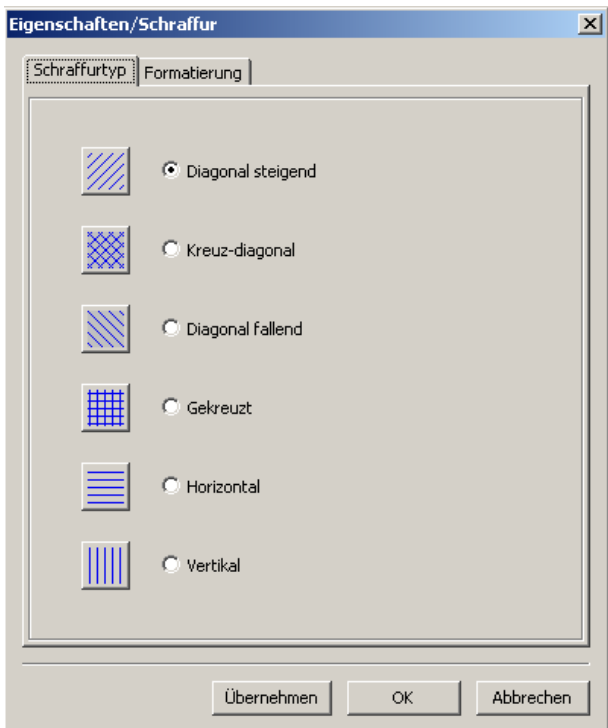 Eigenschaften/Schraffur
Schraffurtyp Formatierung
Diagonal steigend
Kreuz-diagonal
Diagonal fallend
Gekreuzt
Horizontal
Vertikal
Übernehmen OK Abbrechen